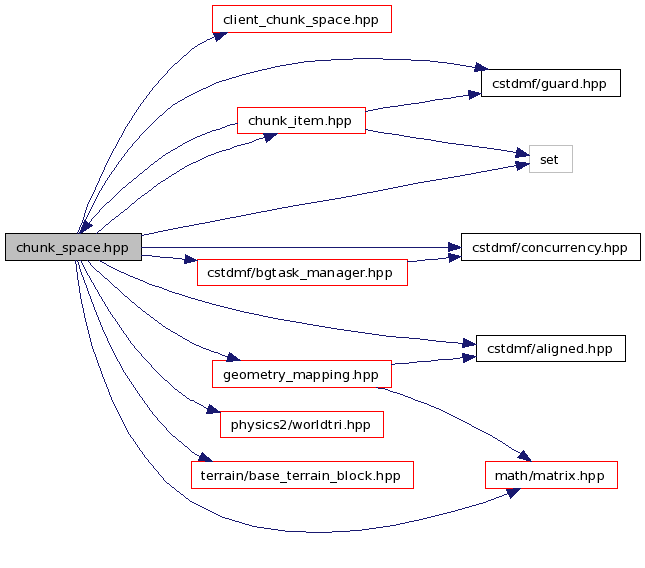 client_chunk_space.hpp
cstdmf/guard.hpp
chunk_item.hpp
set
chunk_space.hpp
cstdmf/concurrency.hpp
cstdmf/bgtask_manager.hpp
cstdmf/aligned.hpp
geometry_mapping.hpp
physics2/worldtri.hpp
terrain/base_terrain_block.hpp
math/matrix.hpp